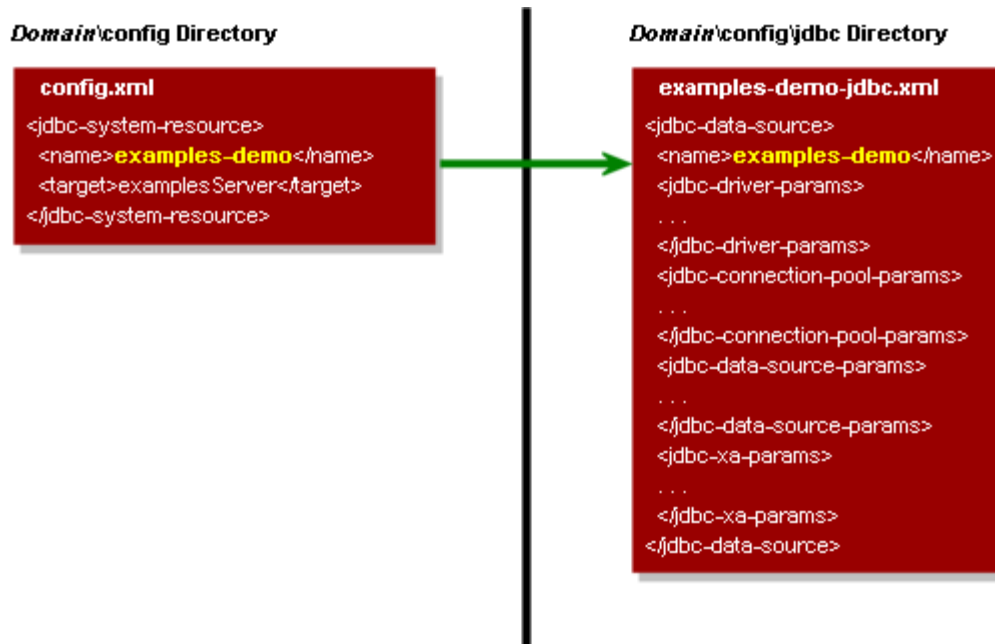 Domain\config Directory
config.xml
<jdbc-system-resource>
<name>examples-demo</name>
<target>examplesServer</target>
</jdbc-system-resource>
Domain\config\jdbc Directory
examples-demo-jdbc.xml
<jdbc-data-source>
<name>examples-demo</name>
<jdbc-driver-params>
. . .
</jdbc-driver-params>
<jdbc-connection-pool-params>
. . .
</jdbc-connection-pool-params>
<jdbc-data-source-params>
. . .
</jdbc-data-source-params>
<jdbc-xa-params>
. . .
</jdbc-xa-params>
</jdbc-data-source>